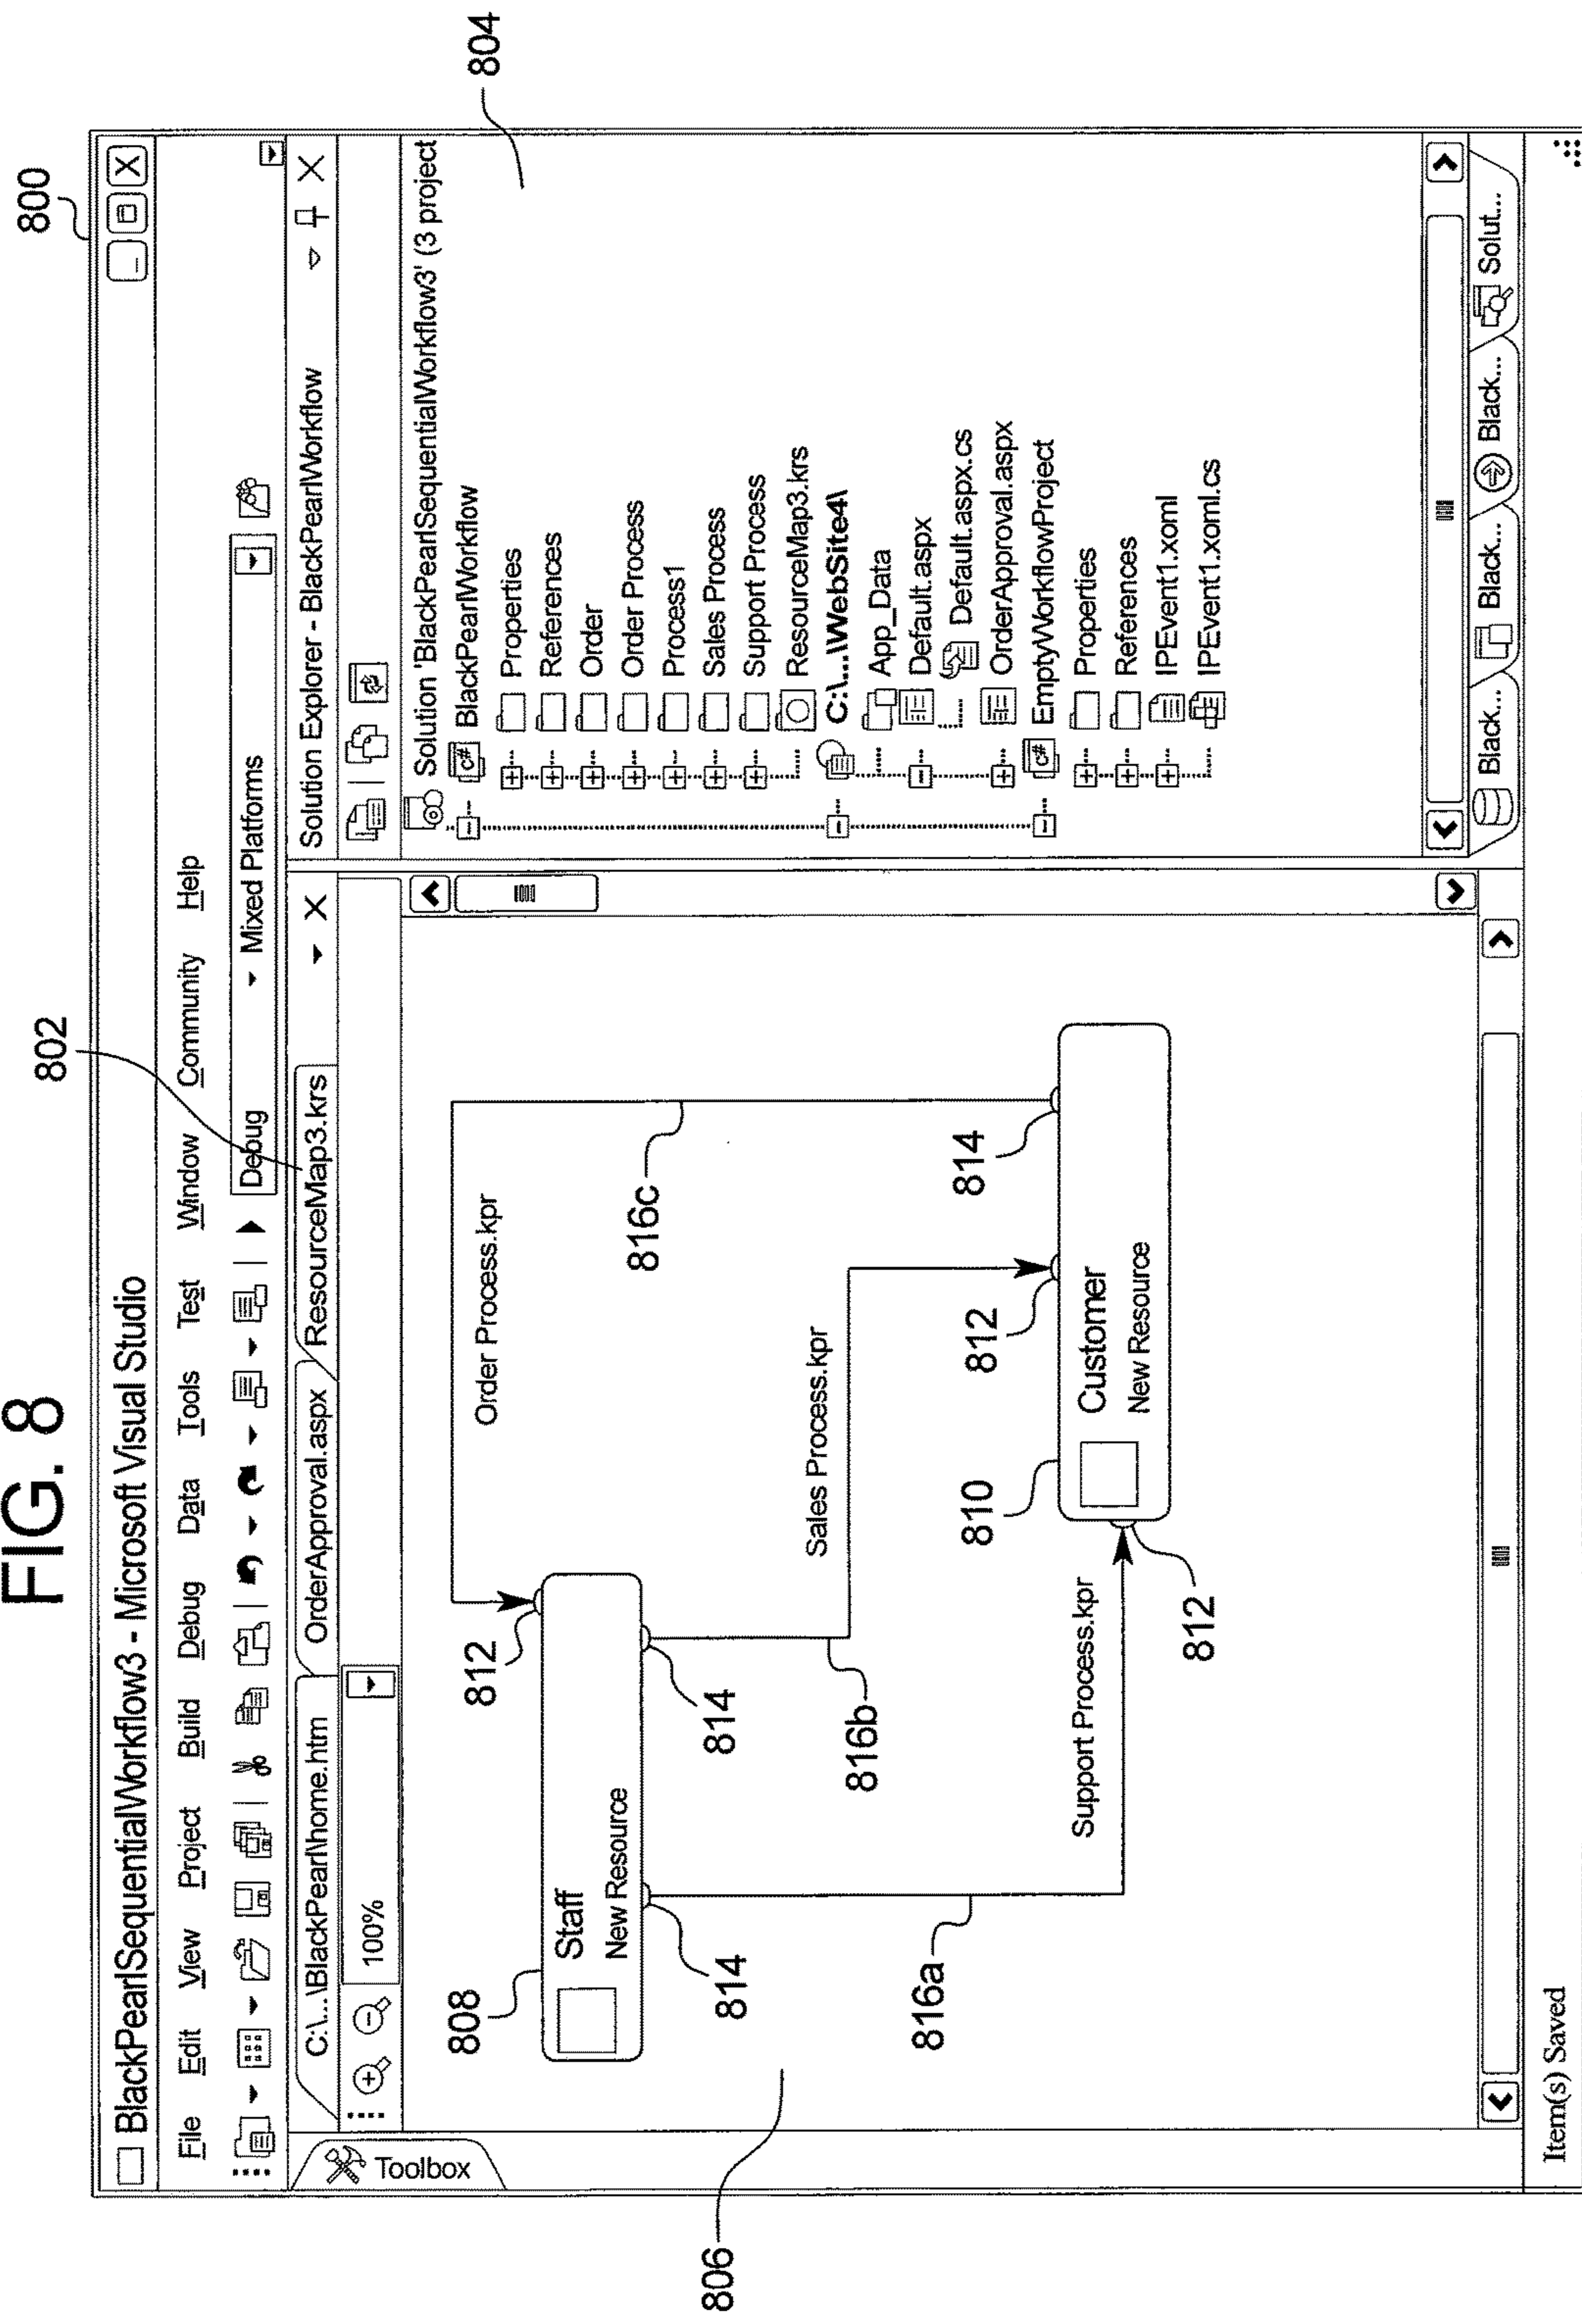 FIG. 8
800
BlackPearlSequentialWorkflow3 - Microsoft Visual Studio
File Edit View Project Build Debug Data Tools Test Window Community Help
802
Debug Mixed Platforms
C:\...\BlackPearl\home.htm OrderApproval.aspx ResourceMap3.krs
Solution Explorer - BlackPearlWorkflow
100%
Toolbox
804
Solution 'BlackPearlSequentialWorkflow3' (3 project
c# BlackPearlWorkflow
Properties
References
Order
Order Process
Process1
Sales Process
Support Process
ResourceMap3.krs
C:\...\WebSite4\
App_Data
Default.aspx
Default.aspx.cs
OrderApproval.aspx
c# EmptyWorkflowProject
Properties
References
IPEvent1.xoml
IPEvent1.xoml.cs
Black... Black... Black... Solut...
Order Process.kpr
808
812
Staff
New Resource
816c
814
814
806
Sales Process.kpr
816b
816a
812
814
810
Customer
New Resource
Support Process.kpr
812
Item(s) Saved